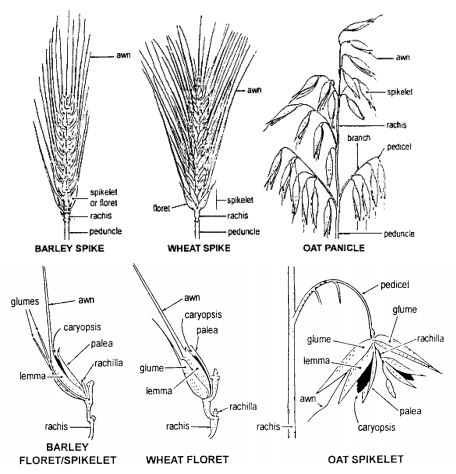 awn
spikelet
or floret
rachis
peduncle
BARLEY SPIKE
awn
floret
spikelet
rachis
peduncle
WHEAT SPIKE
awn
spikelet
rachis
branch
pedicel
peduncle
OAT PANICLE
glumes
awn
caryopsis
palea
rachilla
lemma
rachis
BARLEY
FLORET/SPIKELET
awn
caryopsis
palea
glume
lemma
rachilla
rachis
WHEAT FLORET
pedicel
glume
glume
rachilla
lemma
awn
palea
caryopsis
rachis
OAT SPIKELET